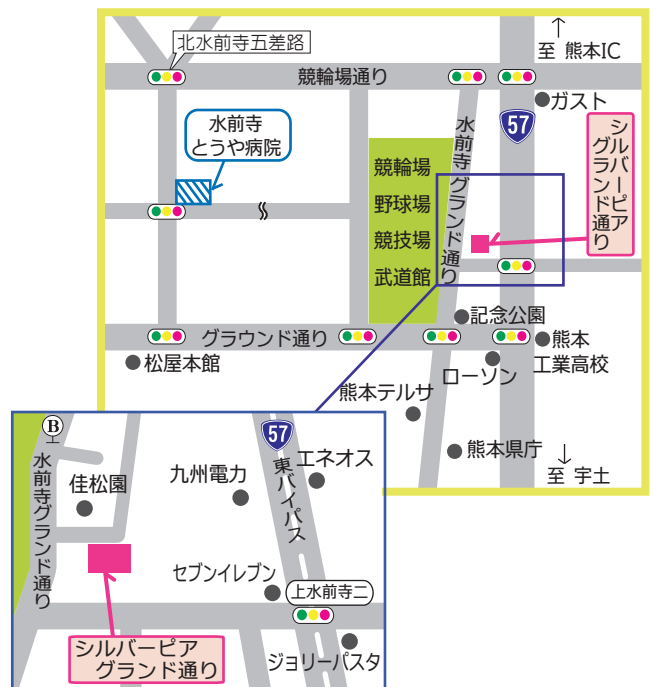 北水前寺五差路
至 熊本IC
競輪場通り
ガスト
57
水前寺
とうや病院
水前寺グランド通り
シルバーピア
グランド通り
競輪場
野球場
競技場
武道館
記念公園
グラウンド通り
熊本
工業高校
松屋本館
ローソン
熊本テルサ
熊本県庁
至 宇土
B
57
水前寺グランド通り
佳松園
九州電力
東バイパス
エネオス
セブンイレブン
上水前寺二
シルバーピア
グランド通り
ジョリーパスタ